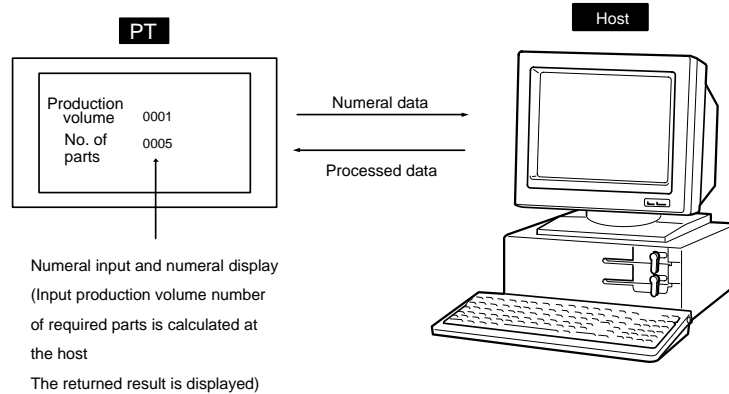 PT
Host
Production
volume 0001
No. of
parts 0005
Numeral data
Processed data
Numeral input and numeral display
(Input production volume number
of required parts is calculated at
the host
The returned result is displayed)